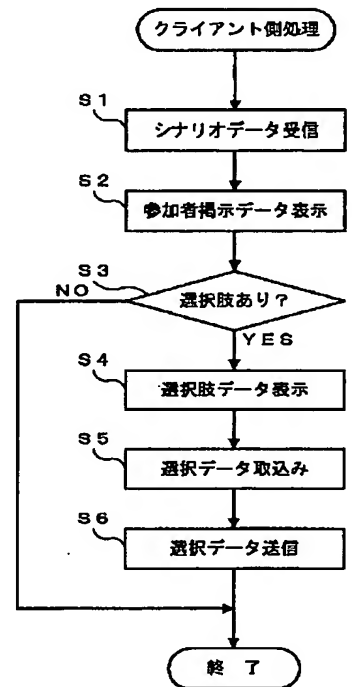 クライアント側処理
S1
シナリオデータ受信
S2
参加者掲示データ表示
S3
NO
選択肢あり?
YES
S4
選択肢データ表示
S5
選択データ取込み
S6
選択データ送信
終 了